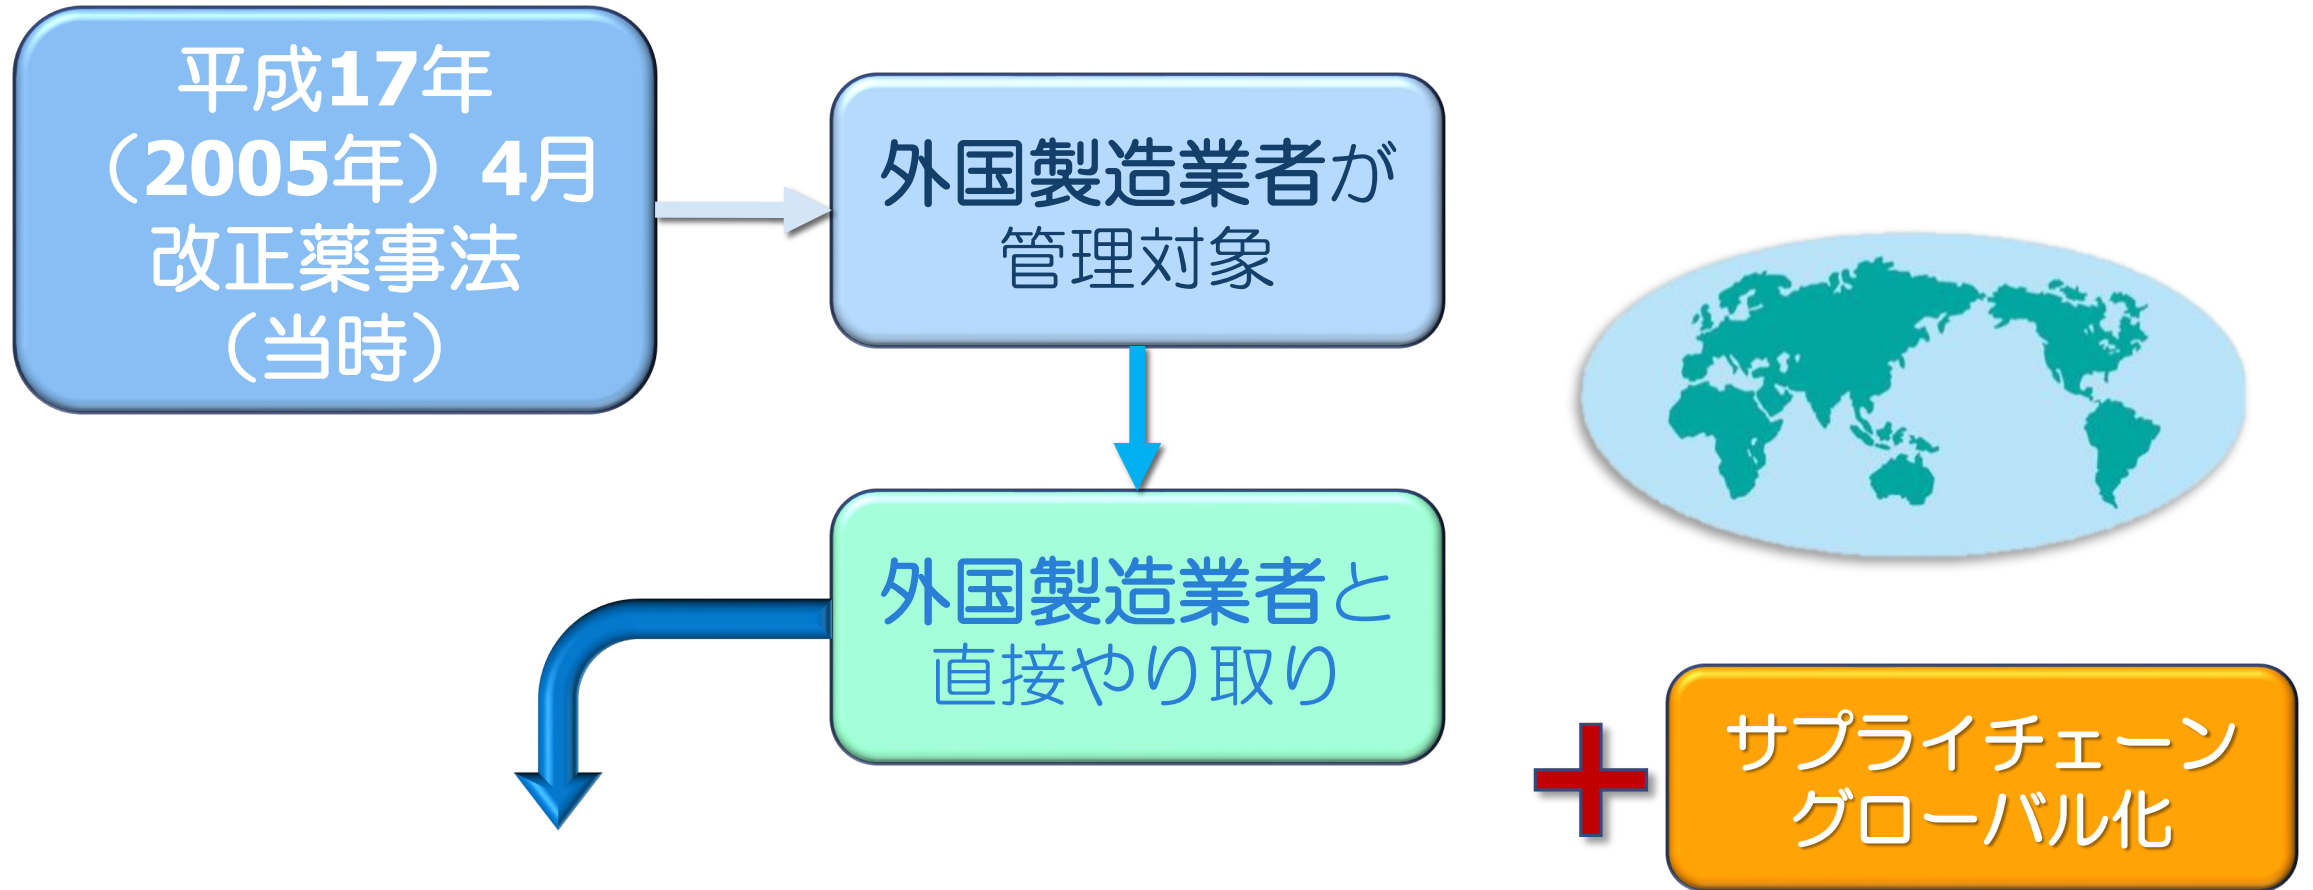 平成17年
（2005年）4月
改正薬事法
（当時）
外国製造業者が
管理対象
外国製造業者と
直接やり取り
サプライチェーン
グローバル化